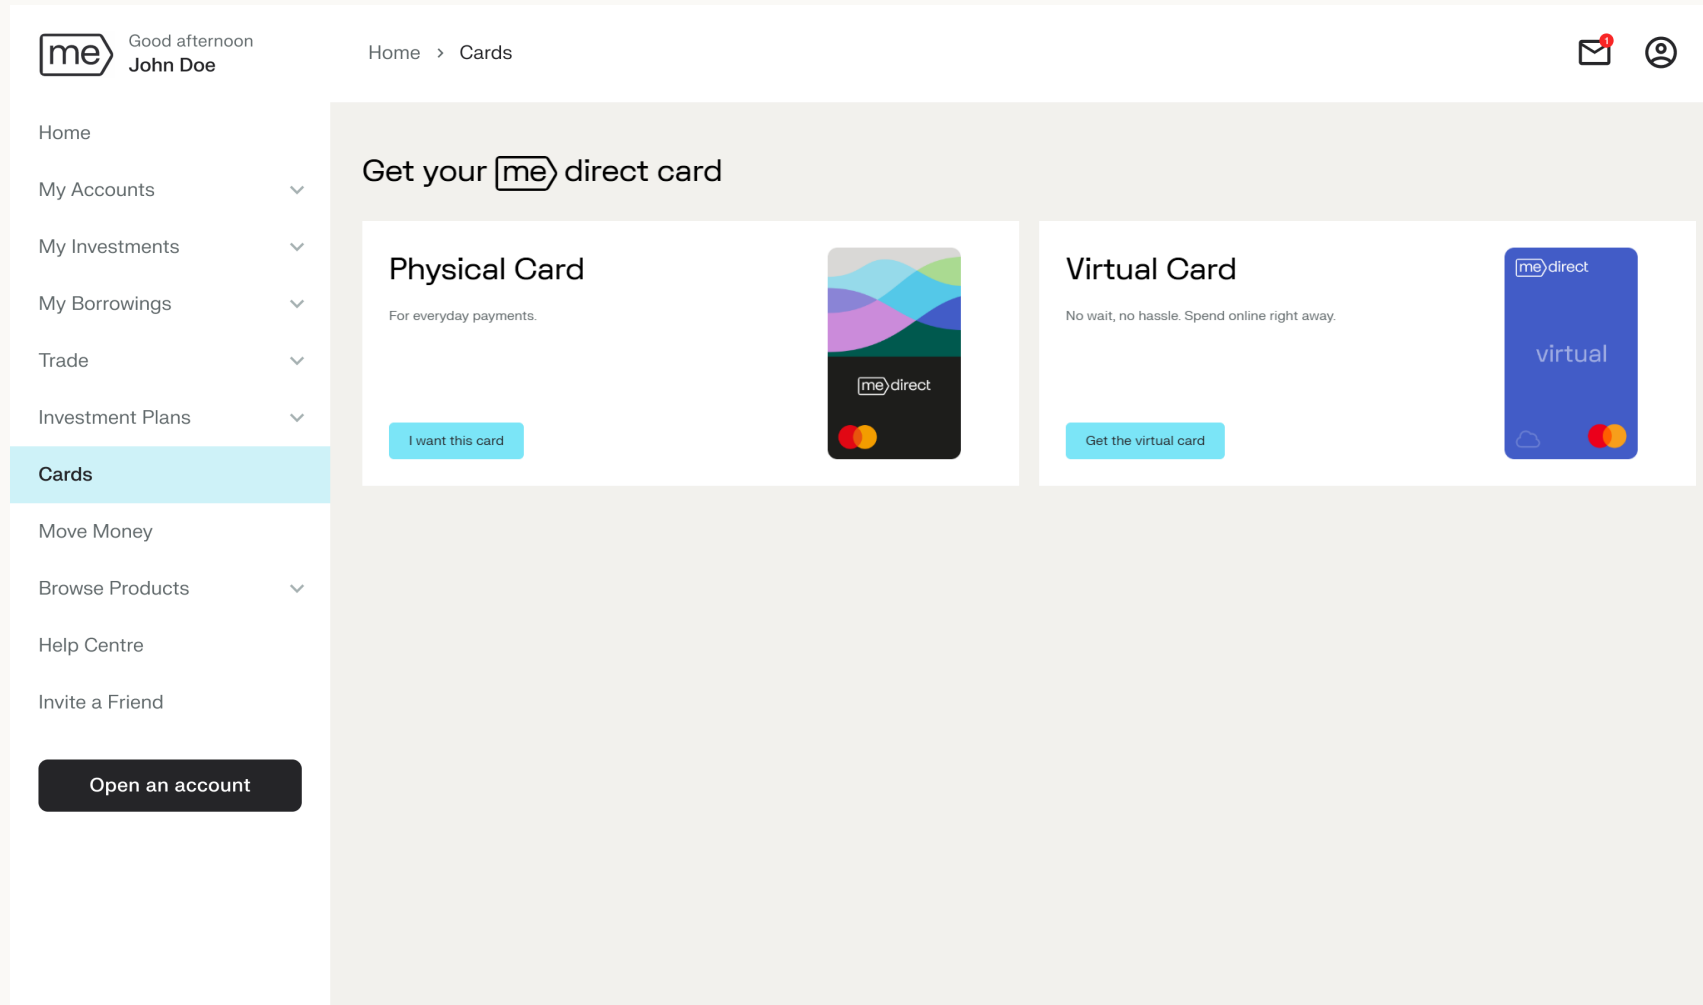 me
Good afternoon
John Doe
Home > Cards
1
Home
My Accounts
My Investments
My Borrowings
Trade
Investment Plans
Cards
Move Money
Browse Products
Help Centre
Invite a Friend
Open an account
Get your me direct card
Physical Card
For everyday payments.
I want this card
me direct
Virtual Card
No wait, no hassle. Spend online right away.
Get the virtual card
me direct
virtual